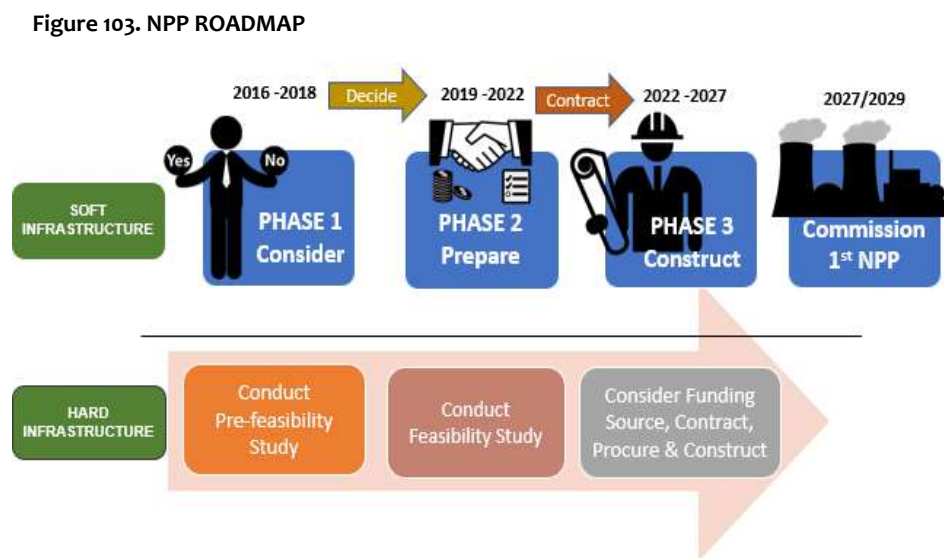 Figure 103. NPP ROADMAP
2016 -2018
Decide
2019 -2022
Contract
2022 -2027
2027/2029
Yes
No
SOFT
INFRASTRUCTURE
PHASE 1
Consider
PHASE 2
Prepare
PHASE 3
Construct
Commission
1st NPP
HARD
INFRASTRUCTURE
Conduct
Pre-feasibility
Study
Conduct
Feasibility Study
Consider Funding
Source, Contract,
Procure & Construct